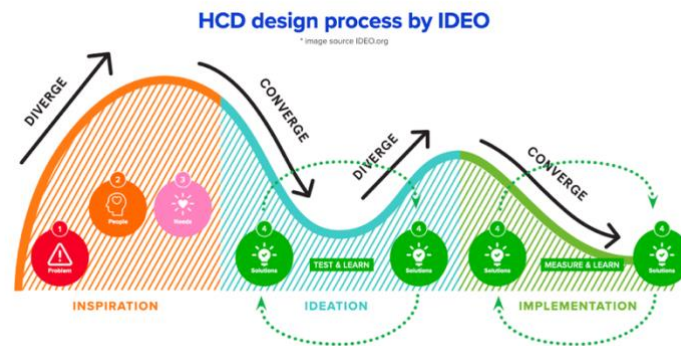 HCD design process by IDEO
* image source IDEO.org
DIVERGE
CONVERGE
DIVERGE
CONVERGE
1
Problem
2
People
3
Needs
4
Solutions
TEST & LEARN
4
Solutions
4
Solutions
MEASURE & LEARN
4
Solutions
INSPIRATION
IDEATION
IMPLEMENTATION